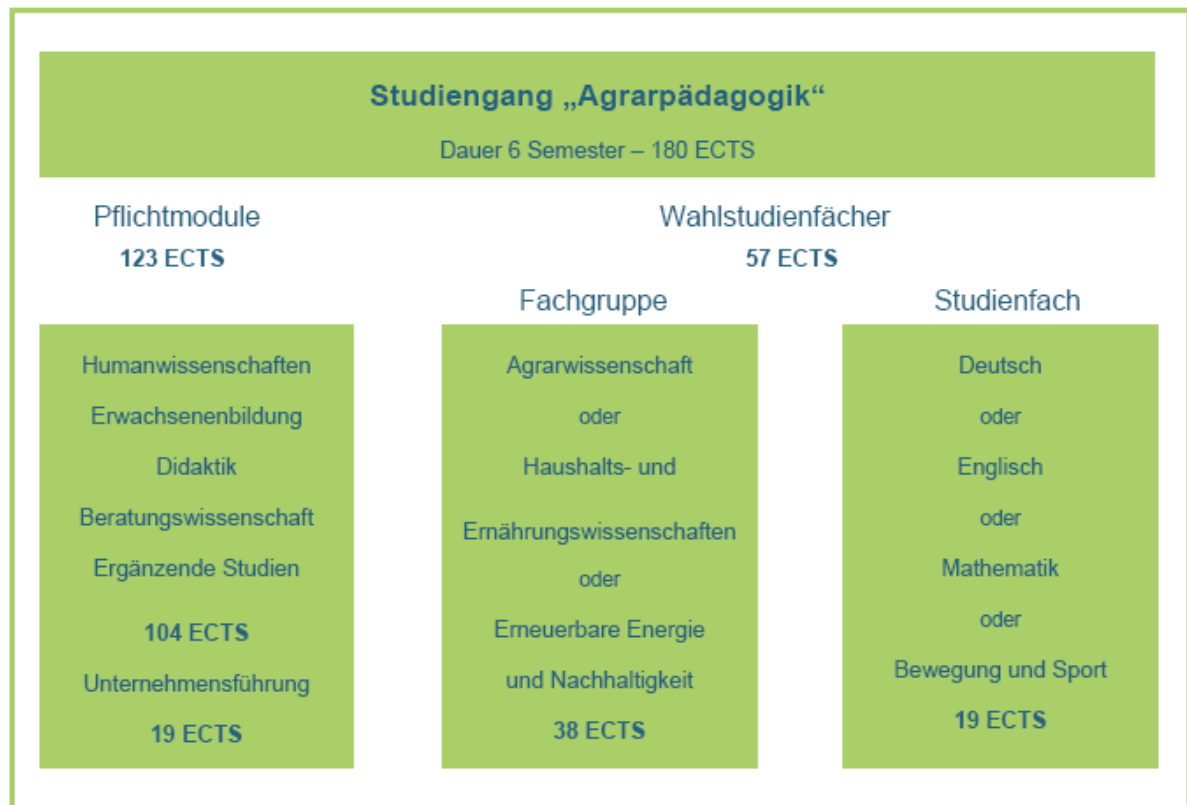 Studiengang „Agrarpädagogik“
Dauer 6 Semester – 180 ECTS
Pflichtmodule
123 ECTS
Wahlstudienfächer
57 ECTS
Fachgruppe
Studienfach
Humanwissenschaften
Erwachsenenbildung
Didaktik
Beratungswissenschaft
Ergänzende Studien
104 ECTS
Unternehmensführung
19 ECTS
Agrarwissenschaft
oder
Haushalts- und
Ernährungswissenschaften
oder
Erneuerbare Energie
und Nachhaltigkeit
38 ECTS
Deutsch
oder
Englisch
oder
Mathematik
oder
Bewegung und Sport
19 ECTS